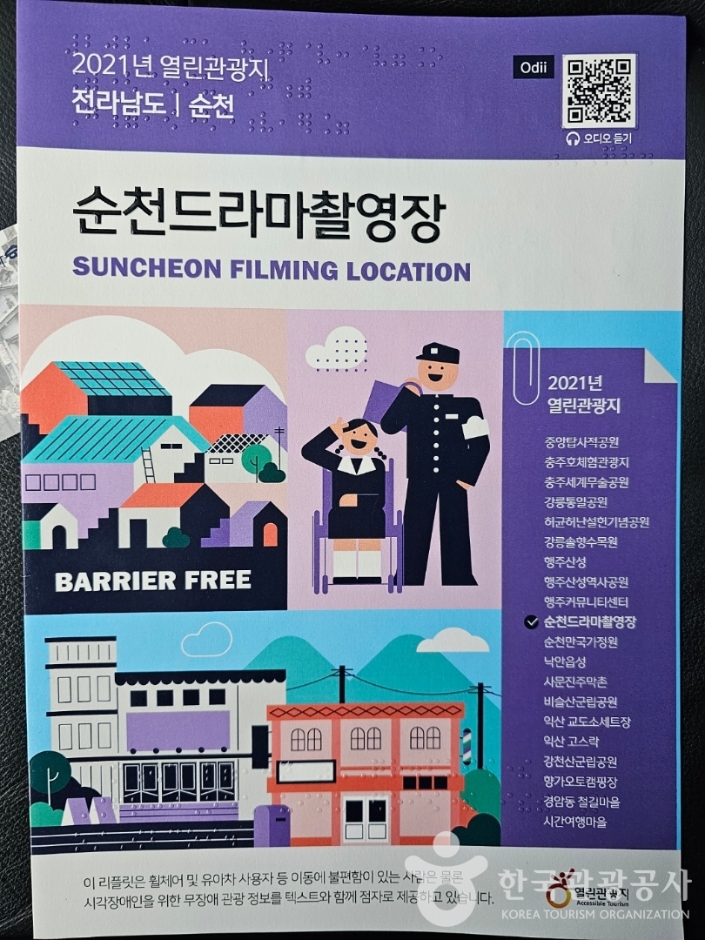 2021년 열린관광지
전라남도 | 순천
Odii
오디오 듣기
순천드라마촬영장
SUNCHEON FILMING LOCATION
BARRIER FREE
2021년
열린관광지
중앙탑사적공원
충주호체험관광지
충주세계무술공원
강릉통일공원
허균허난설헌기념공원
강릉솔향수목원
행주산성
행주산성역사공원
행주커뮤니티센터
순천드라마촬영장
순천만국가정원
낙안읍성
사문진주막촌
비슬산군립공원
익산 교도소세트장
익산 고스락
강천산군립공원
향가오토캠핑장
경암동 철길마을
시간여행마을
이 리플릿은 휠체어 및 유아차 사용자 등 이동에 불편함이 있는 사람은 물론
시각장애인을 위한 무장애 관광 정보를 텍스트와 함께 점자로 제공하고 있습니다.
열린관광지
Accessible Tourism
한국관광공사
KOREA TOURISM ORGANIZATION